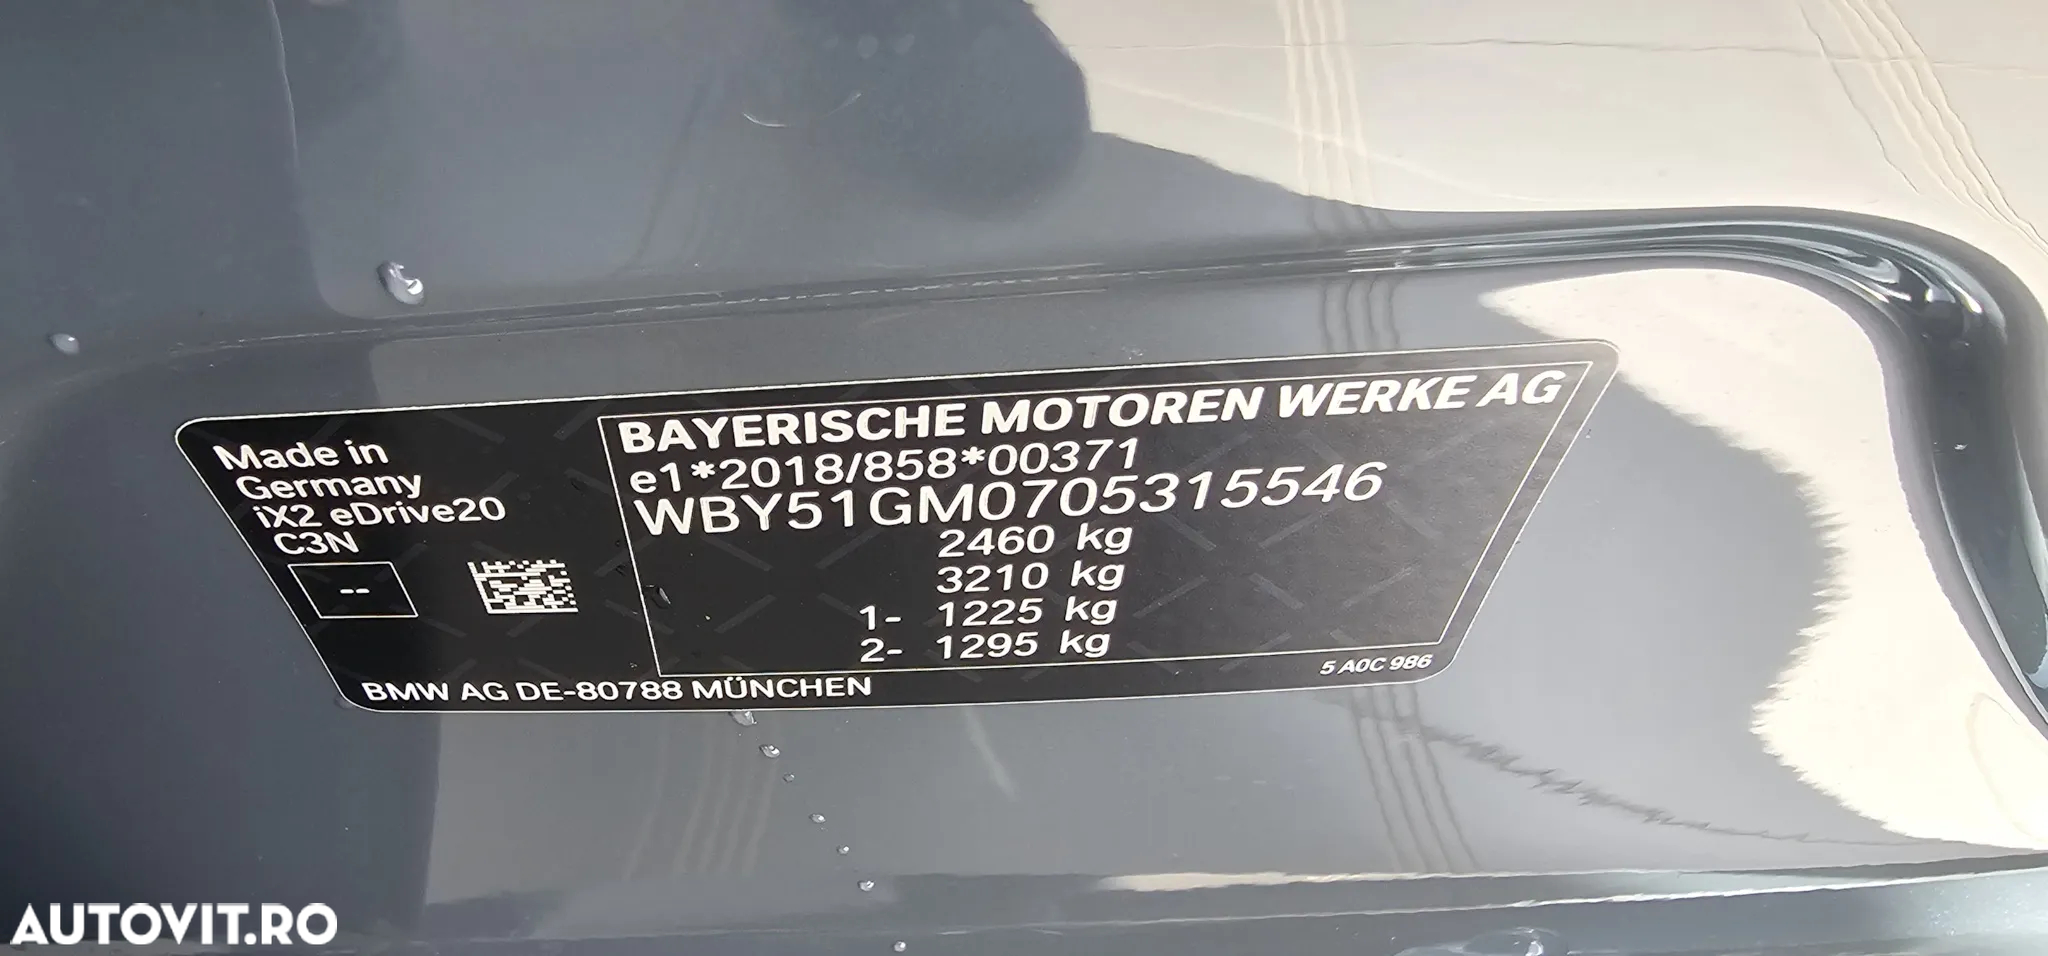 Made in
Germany
iX2 eDrive20
C3N
--
BAYERISCHE MOTOREN WERKE AG
e1*2018/858*00371
WBY51GM0705315546
2460 kg
3210 kg
1- 1225 kg
2- 1295 kg
5 A0C 986
BMW AG DE-80788 MÜNCHEN
AUTOVIT.RO